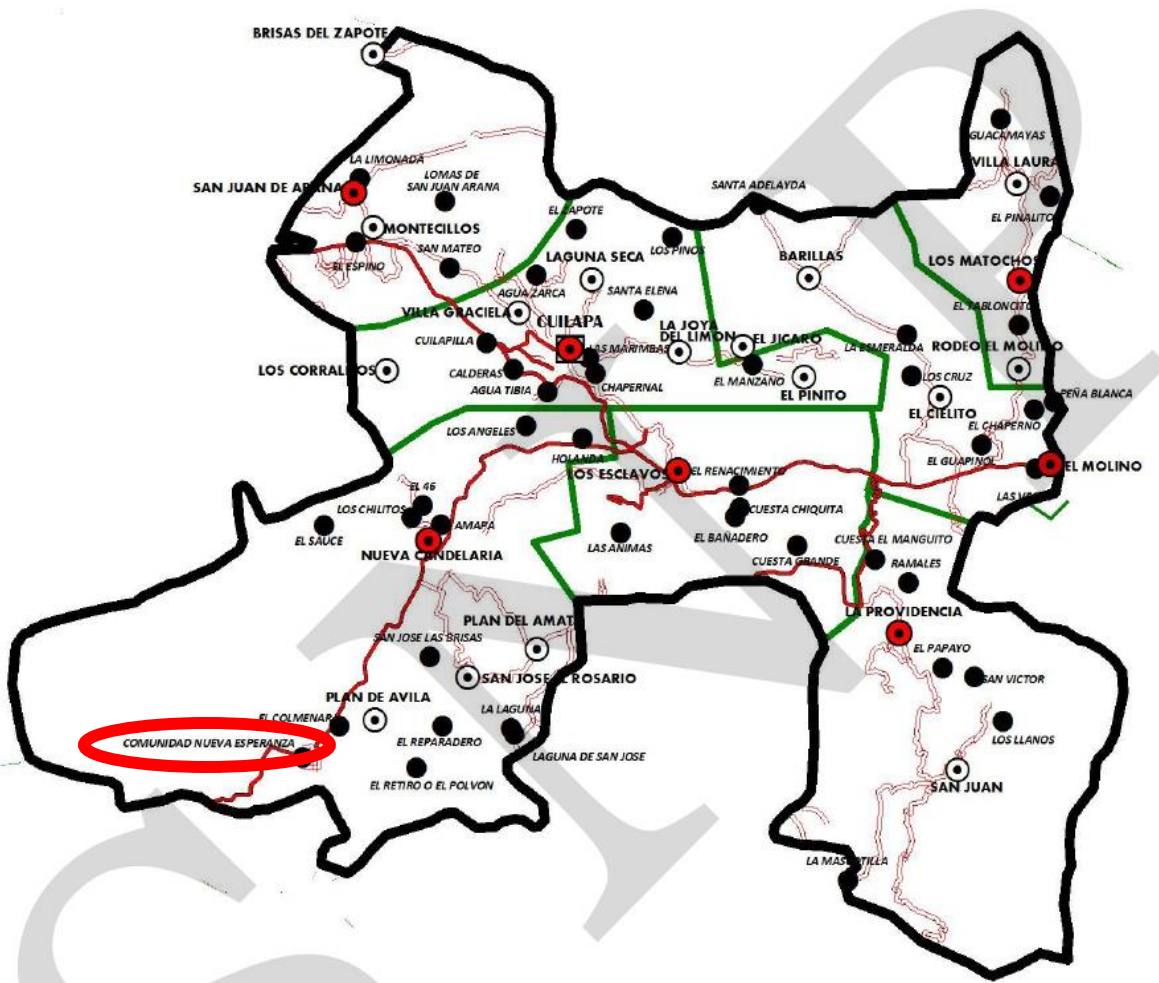 BRISAS DEL ZAPOTE
GUACAMAYAS
VILLA LAURA
LA LIMONADA
LOMAS DE
SAN JUAN ARANA
SAN JUAN DE ARANA
SANTA ADELAYDA
EL PINALITO
EL ZAPOTE
MONTECILLOS
SAN MATEO
LOS PINOS
EL ESPINO
LAGUNA SECA
BARILLAS
LOS MATOCHOS
AGUA ZARCA
SANTA ELENA
EL TABLONCITO
VILLA GRACIELA
CUILAPA
LA JOYA
DEL LIMON
EL JICARO
CUILAPILLA
LAS MARIMBAS
LA ESMERALDA
RODEO EL MOLINO
LOS CORRALITOS
CALDERAS
CHAPERNAL
EL MANZANO
LOS CRUZ
AGUA TIBIA
EL PINITO
PEÑA BLANCA
EL CIELITO
EL CHAPERNO
LOS ANGELES
HOLANDA
EL GUAPINOL
LOS ESCLAVOS
EL RENACIMIENTO
EL MOLINO
EL 46
LAS
LOS CHILITOS
CUESTA CHIQUITA
AMAPA
EL SAUCE
EL BAÑADERO
CUESTA EL MANGUITO
NUEVA CANDELARIA
LAS ANIMAS
CUESTA GRANDE
RAMALES
LA PROVIDENCIA
PLAN DEL AMATE
SAN JOSE LAS BRISAS
EL PAPAYO
SAN JOSE EL ROSARIO
SAN VICTOR
PLAN DE AVILA
LA LAGUNA
EL COLMENAR
LOS LLANOS
COMUNIDAD NUEVA ESPERANZA
EL REPARADERO
LAGUNA DE SAN JOSE
EL RETIRO O EL POLVON
SAN JUAN
LA MASCOTILLA